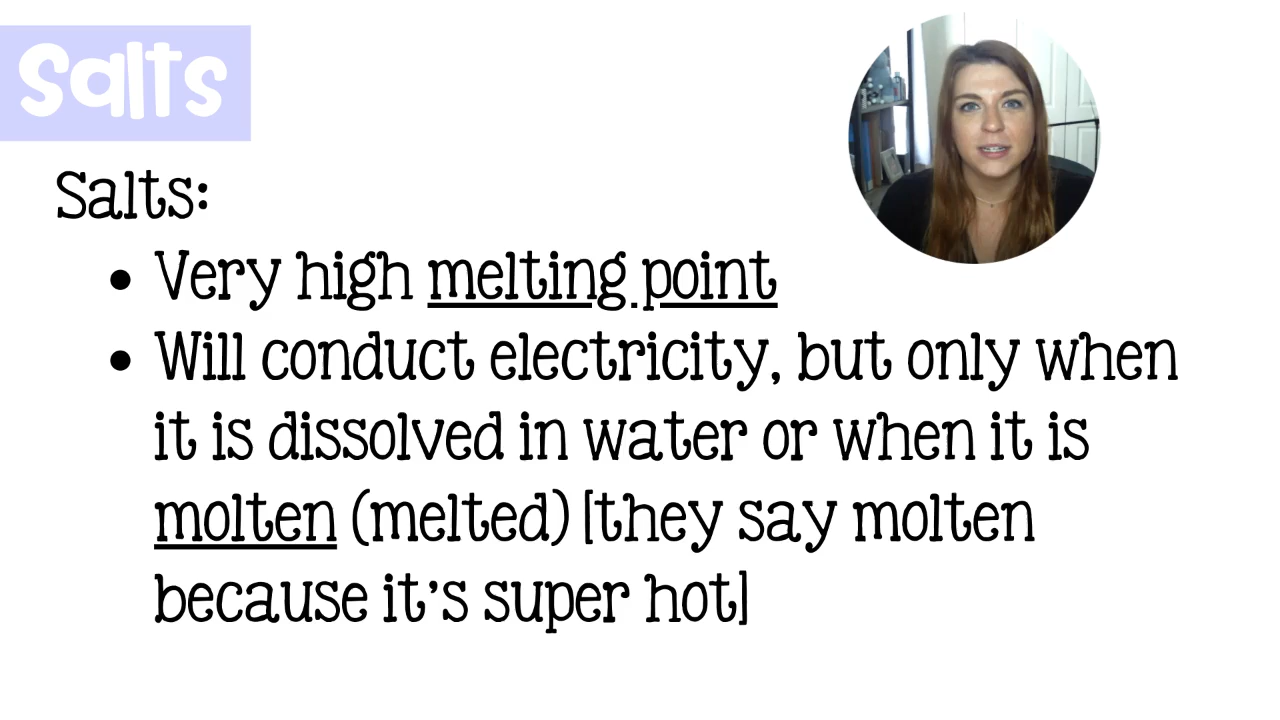 Salts
Salts:
• Very high melting point
• Will conduct electricity, but only when
it is dissolved in water or when it is
molten (melted) [they say molten
because it's super hot]